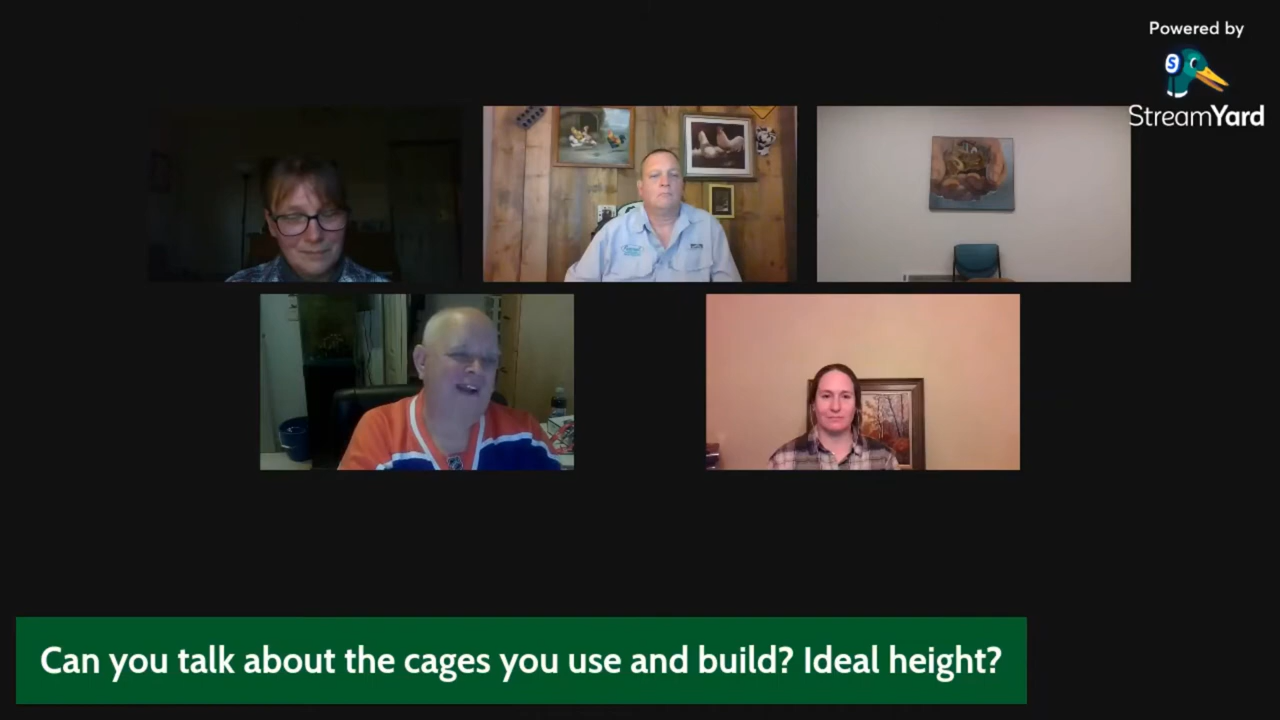 Powered by
S
StreamYard
Can you talk about the cages you use and build? Ideal height?